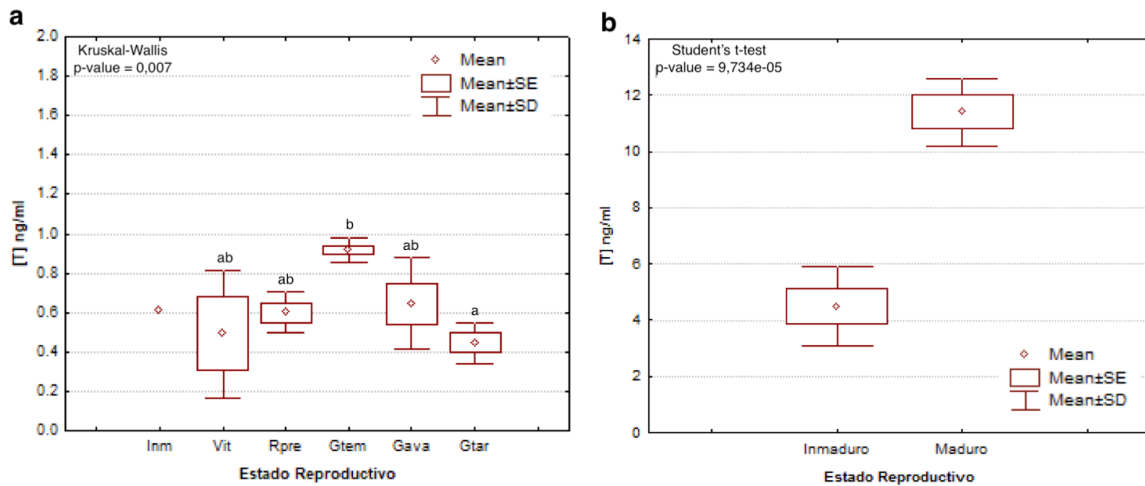 a
Kruskal-Wallis
p-value = 0,007
Mean
Mean±SE
Mean±SD
[T] ng/ml
2.0
1.8
1.6
1.4
1.2
1.0
0.8
0.6
0.4
0.2
0.0
ab
ab
b
ab
a
Inm Vit Rpre Gtem Gava Gtar
Estado Reproductivo
b
Student's t-test
p-value = 9,734e-05
[T] ng/ml
14
12
10
8
6
4
2
0
Mean
Mean±SE
Mean±SD
Inmaduro Maduro
Estado Reproductivo